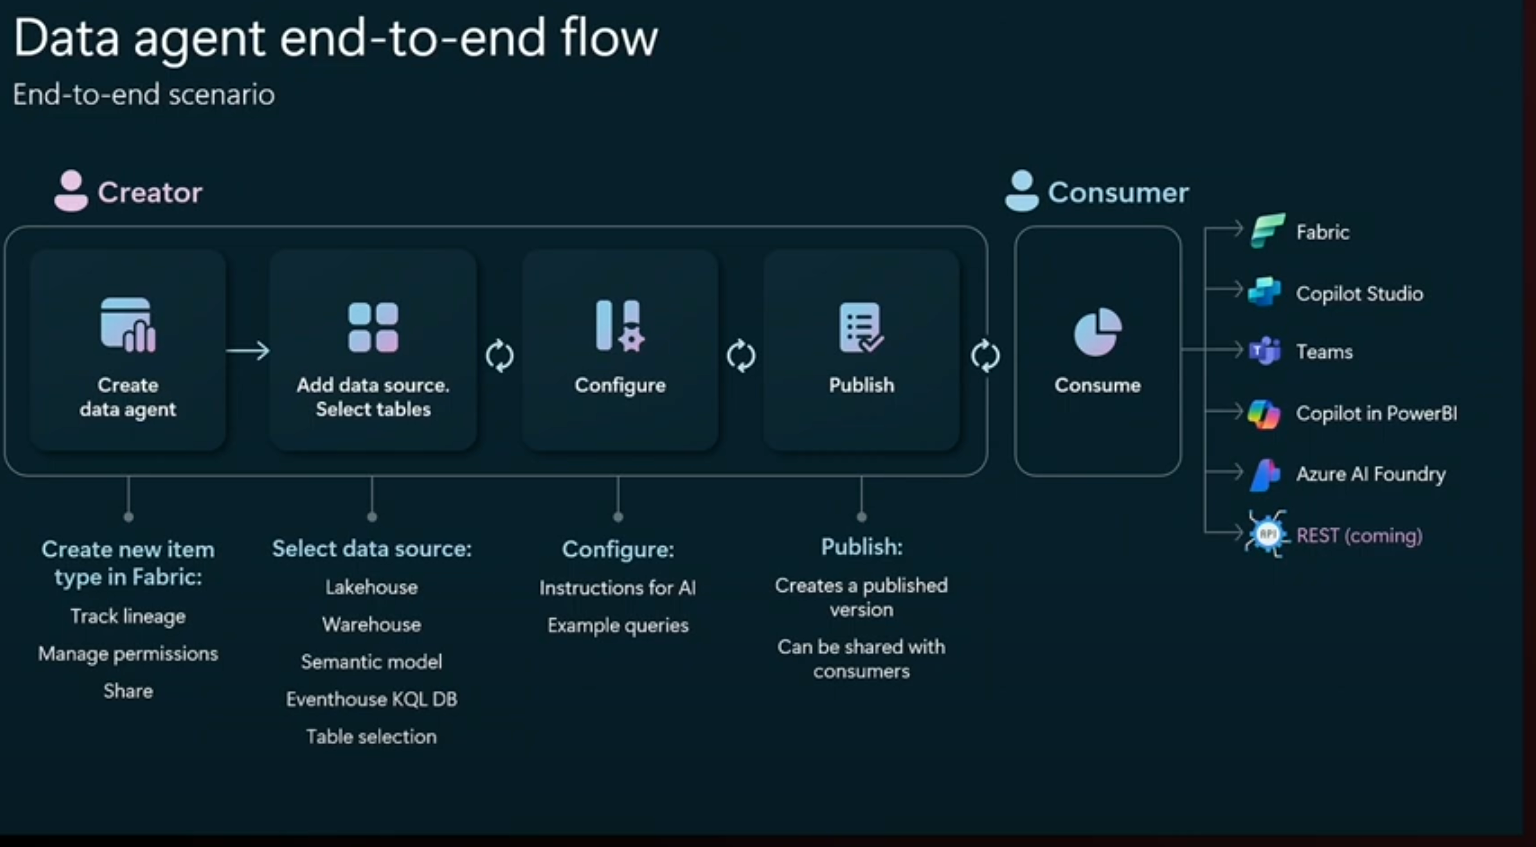 Data agent end-to-end flow
End-to-end scenario
Creator
Create
data agent
Add data source.
Select tables
Configure
Publish
Consumer
Consume
Fabric
Copilot Studio
Teams
Copilot in PowerBI
Azure AI Foundry
API
REST (coming)
Create new item
type in Fabric:
Track lineage
Manage permissions
Share
Select data source:
Lakehouse
Warehouse
Semantic model
Eventhouse KQL DB
Table selection
Configure:
Instructions for AI
Example queries
Publish:
Creates a published
version
Can be shared with
consumers